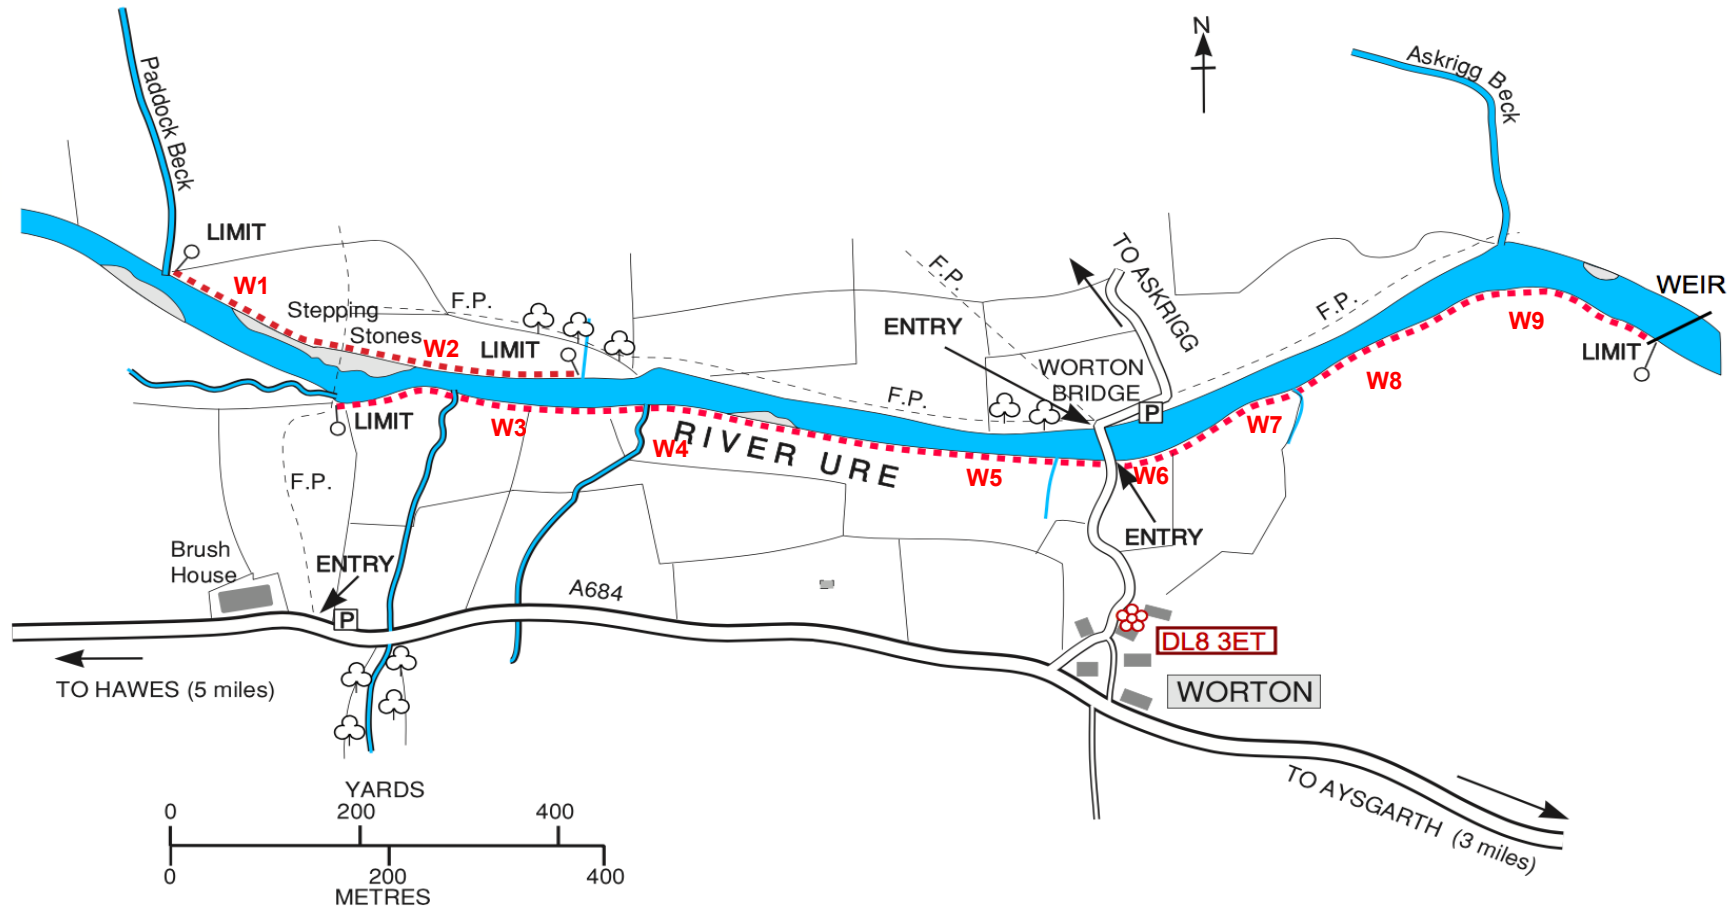 N
Paddock Beck
Askrigg Beck
LIMIT
W1
TO ASKRIGG
F.P.
WEIR
Stepping
Stones
F.P.
F.P.
ENTRY
W9
W2
LIMIT
LIMIT
WORTON
BRIDGE
W8
F.P.
P
LIMIT
W3
W7
W4
RIVER URE
W5
W6
F.P.
ENTRY
Brush
House
ENTRY
A684
P
DL8 3ET
TO HAWES (5 miles)
WORTON
TO AYSGARTH (3 miles)
YARDS
0 200 400
0 200 400
METRES